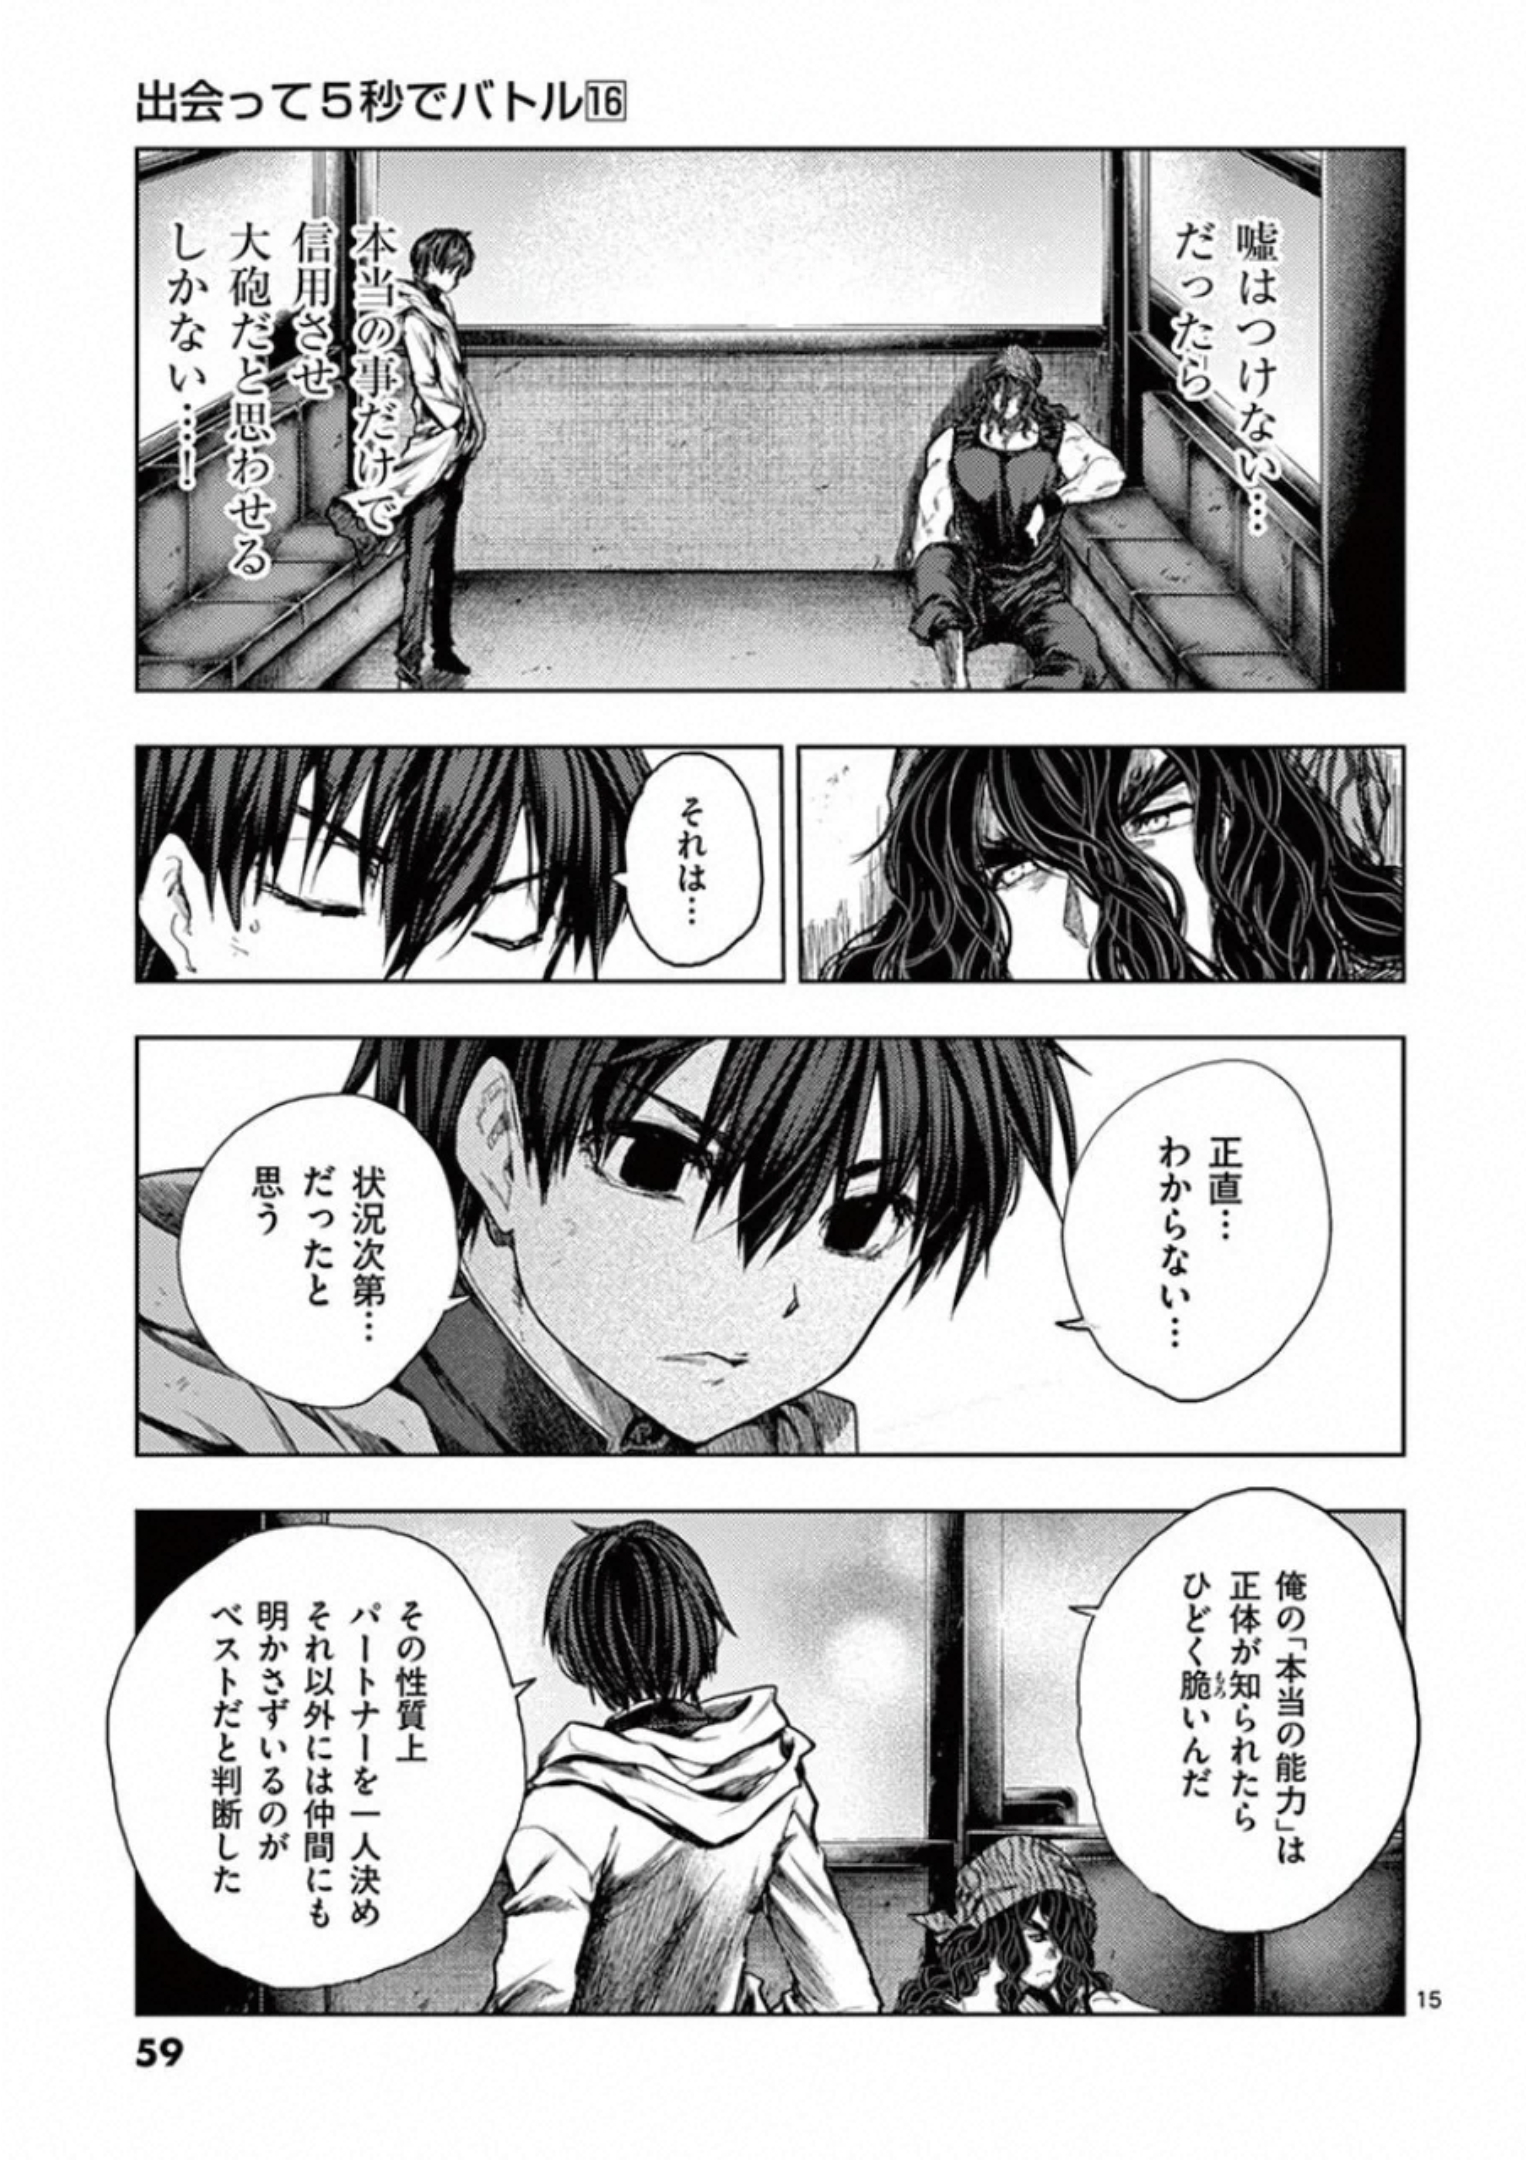 出会って5秒でバトル16
嘘はつけない…
だったら
本当の事だけで
信用させ
大砲だと思わせる
しかない…!
それは…
正直…
わからない…
状況次第…
だったと
思う
俺の「本当の能力」は
正体が知られたら
ひどく脆いんだ
もろ
その性質上
パートナーを一人決め
それ以外には仲間にも
明かさずいるのが
ベストだと判断した
15
59